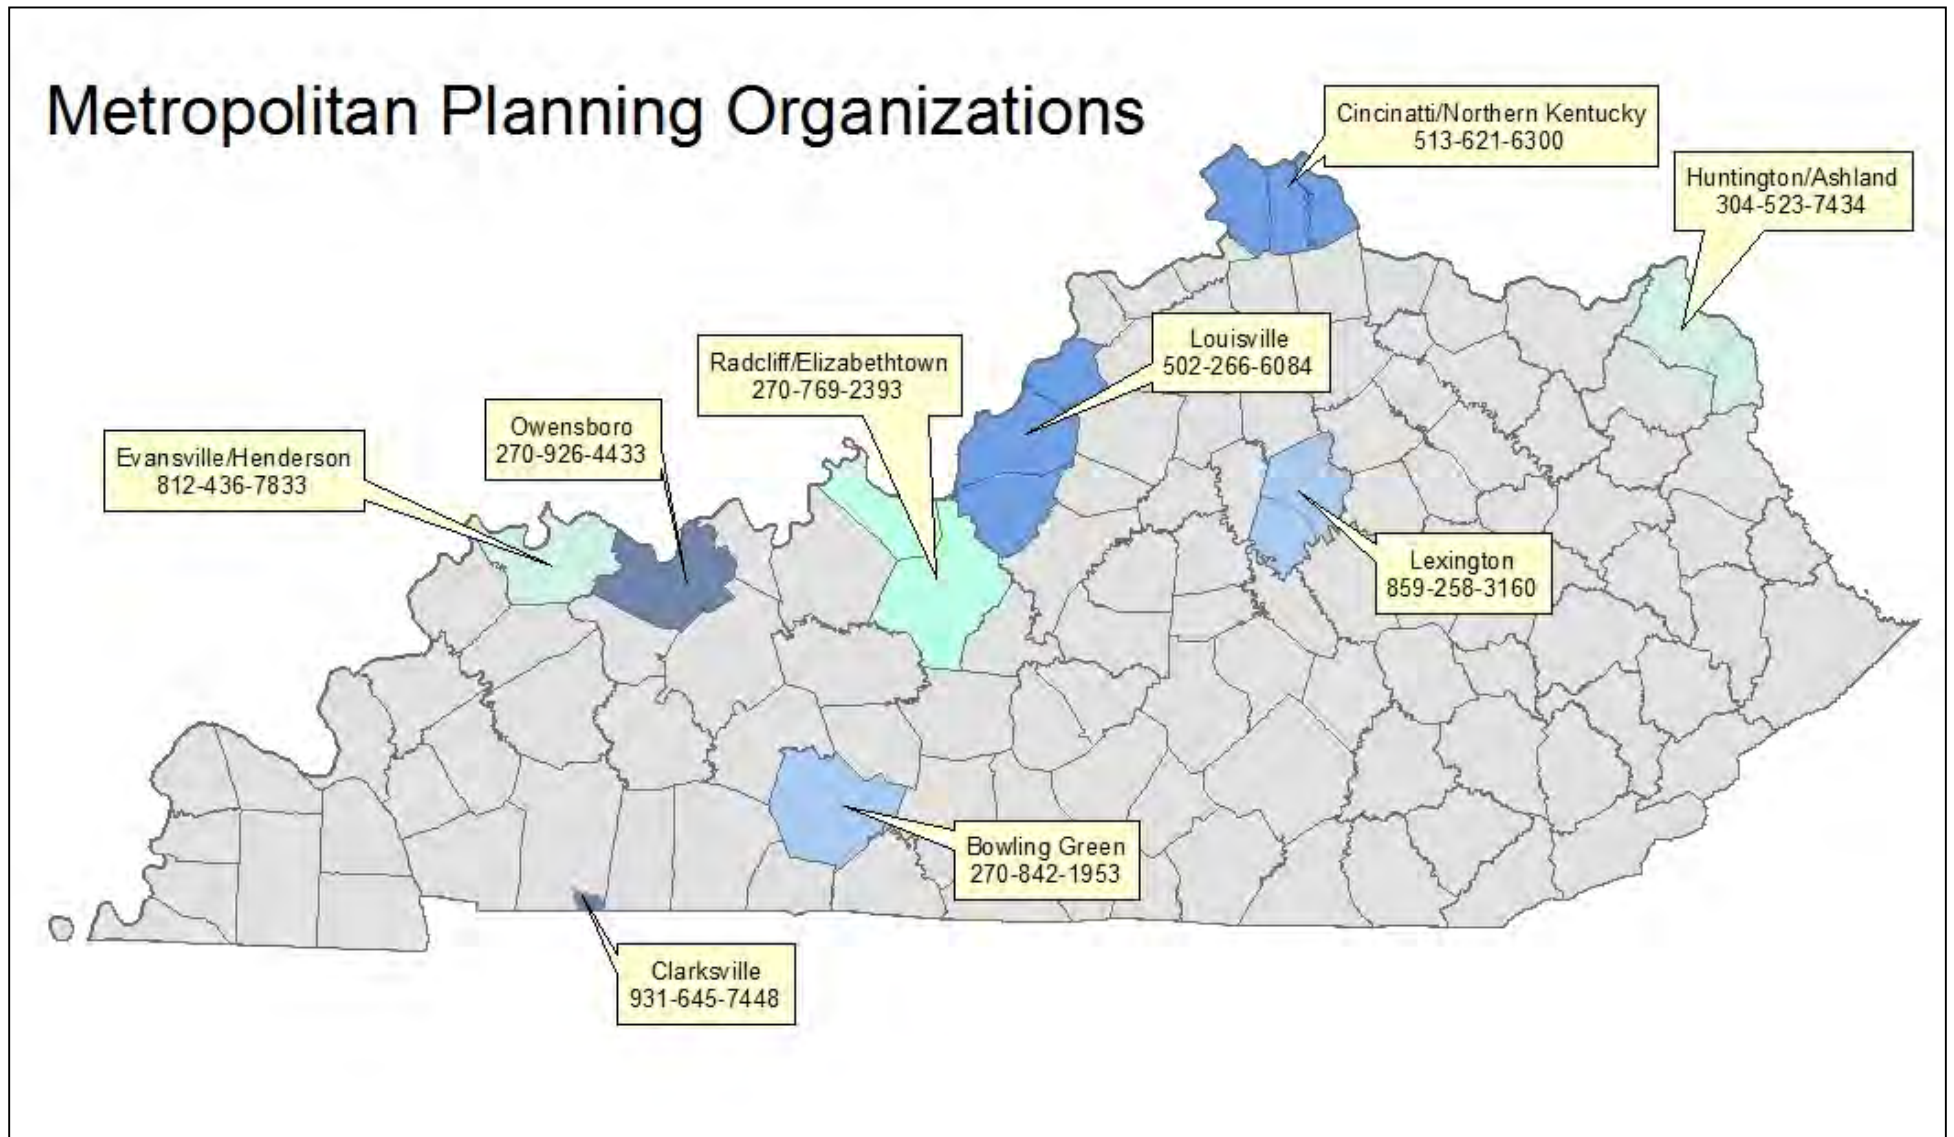 Metropolitan Planning Organizations
Cincinatti/Northern Kentucky
513-621-6300
Huntington/Ashland
304-523-7434
Louisville
502-266-6084
Radcliff/Elizabethtown
270-769-2393
Owensboro
270-926-4433
Evansville/Henderson
812-436-7833
Lexington
859-258-3160
Bowling Green
270-842-1953
Clarksville
931-645-7448